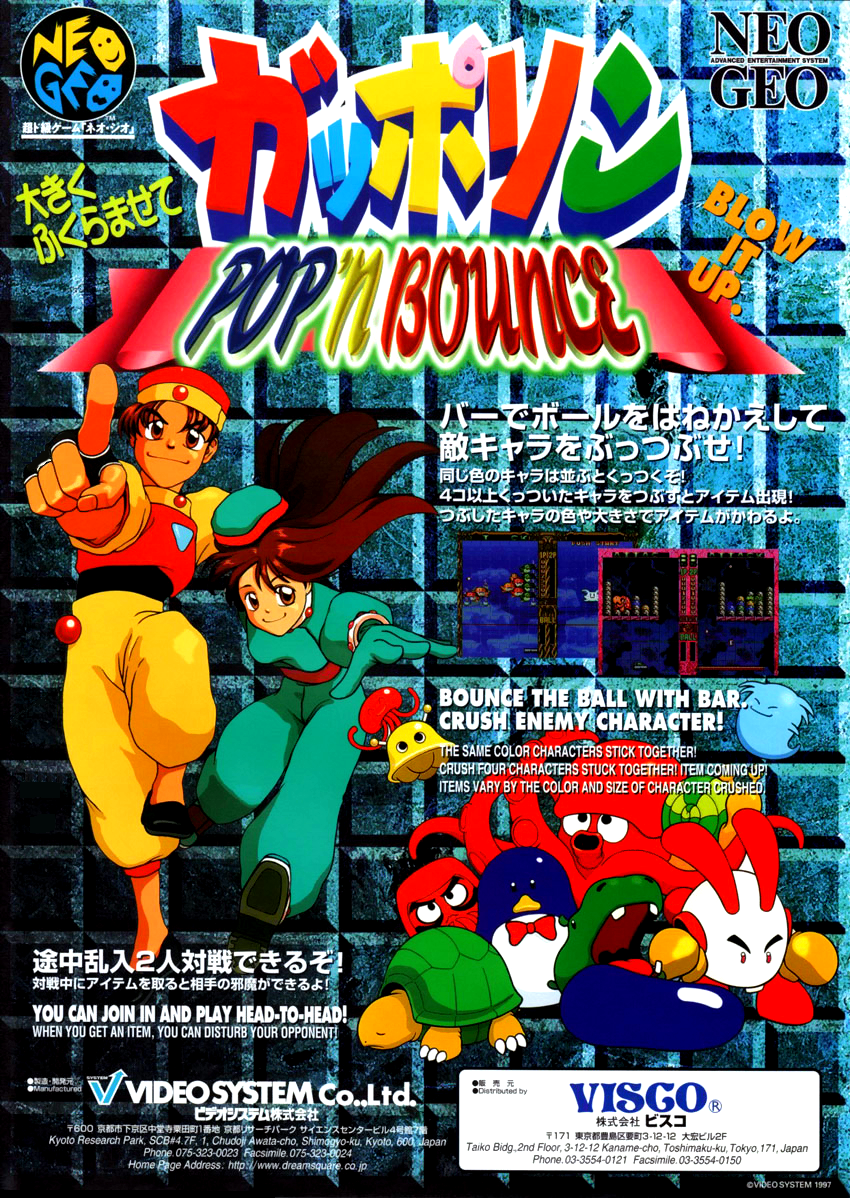 NEO
GEO
TM
超ド級ゲーム「ネオ・ジオ」
NEO
ADVANCED ENTERTAINMENT SYSTEM
GEO
ガッポリン
大きく
ふくらませて
BLOW
IT
UP.
POP'N BOUNCE
バーでボールをはねかえして
敵キャラをぶっつぶせ!
同じ色のキャラは並ぶとくっつくぞ!
4コ以上くっついたキャラをつぶすとアイテム出現!
つぶしたキャラの色や大きさでアイテムがかわるよ。
PUSH START
1P 2P
BALL
1P 2P
BALL
BOUNCE THE BALL WITH BAR.
CRUSH ENEMY CHARACTER!
THE SAME COLOR CHARACTERS STICK TOGETHER!
CRUSH FOUR CHARACTERS STUCK TOGETHER! ITEM COMING UP!
ITEMS VARY BY THE COLOR AND SIZE OF CHARACTER CRUSHED.
途中乱入2人対戦できるぞ!
対戦中にアイテムを取ると相手の邪魔ができるよ!
YOU CAN JOIN IN AND PLAY HEAD-TO-HEAD!
WHEN YOU GET AN ITEM, YOU CAN DISTURB YOUR OPPONENT!
●製造・開発元
●Manufactured
SYSTEM
VIDEO SYSTEM Co.,Ltd.
ビデオシステム株式会社
〒600 京都市下京区中堂寺粟田町1番地 京都リサーチパーク サイエンスセンタービル4号館7階
Kyoto Research Park, SCB#4.7F, 1, Chudoji Awata-cho, Shimogyo-ku, Kyoto, 600, Japan
Phone.075-323-0023 Facsimile.075-323-0024
Home Page Address: http://www.dreamsquare.co.jp
●販売元
●Distributed by
VISCO®
株式会社 ビスコ
〒171 東京都豊島区要町3-12-12 大宏ビル2F
Taiko Bidg.,2nd Floor, 3-12-12 Kaname-cho, Toshimaku-ku, Tokyo,171, Japan
Phone.03-3554-0121 Facsimile.03-3554-0150
©VIDEO SYSTEM 1997